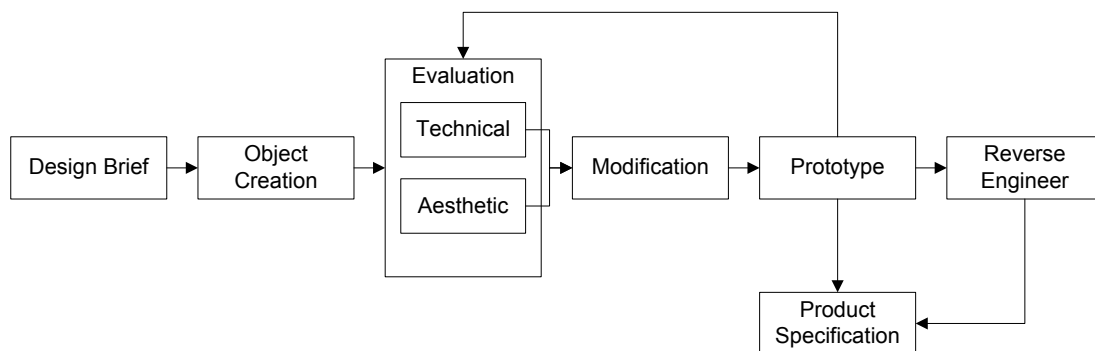 Evaluation
Technical
Aesthetic
Design Brief
Object
Creation
Modification
Prototype
Reverse
Engineer
Product
Specification